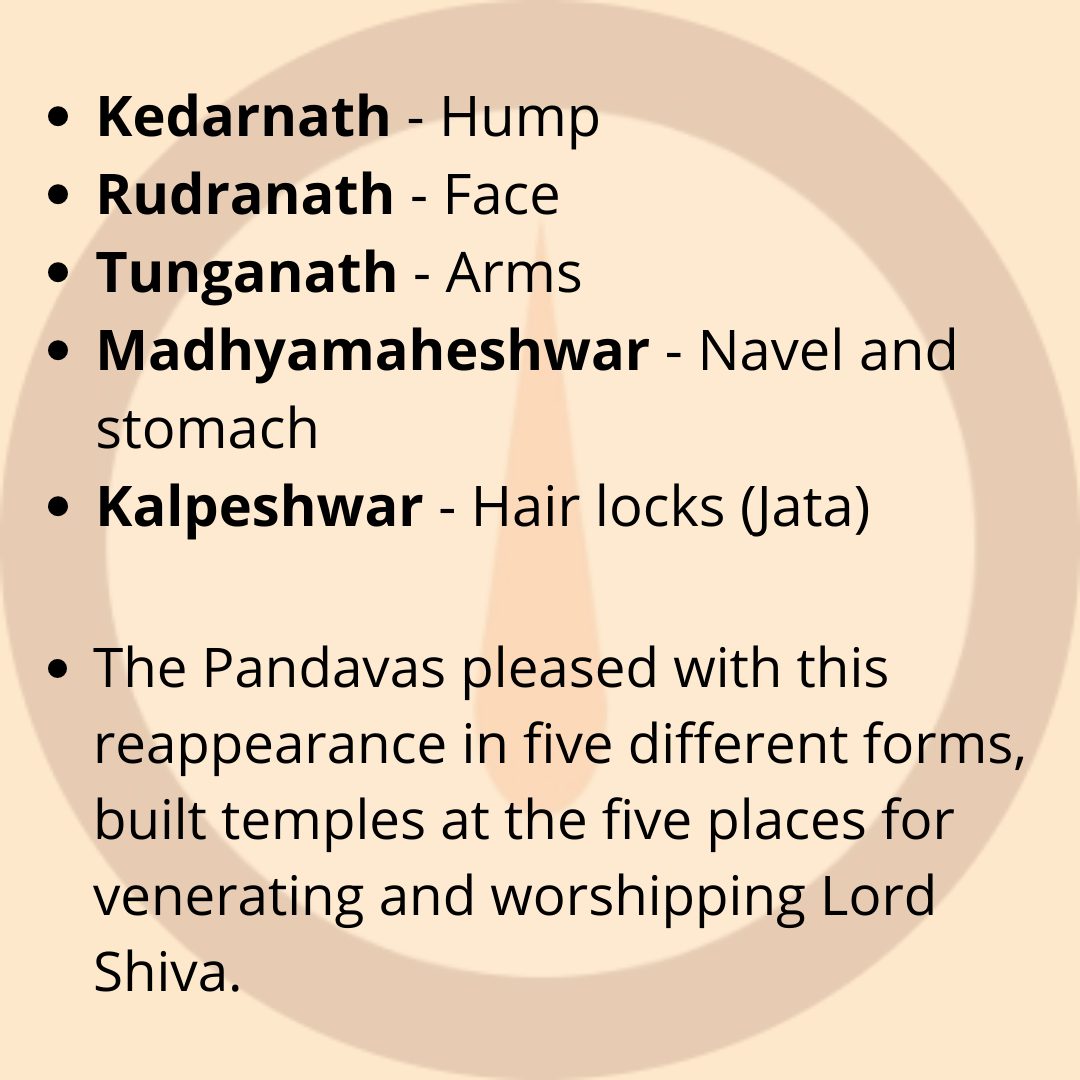 • Kedarnath - Hump
• Rudranath - Face
• Tunganath - Arms
• Madhyamaheshwar - Navel and
stomach
• Kalpeshwar - Hair locks (Jata)
• The Pandavas pleased with this
reappearance in five different forms,
built temples at the five places for
venerating and worshipping Lord
Shiva.